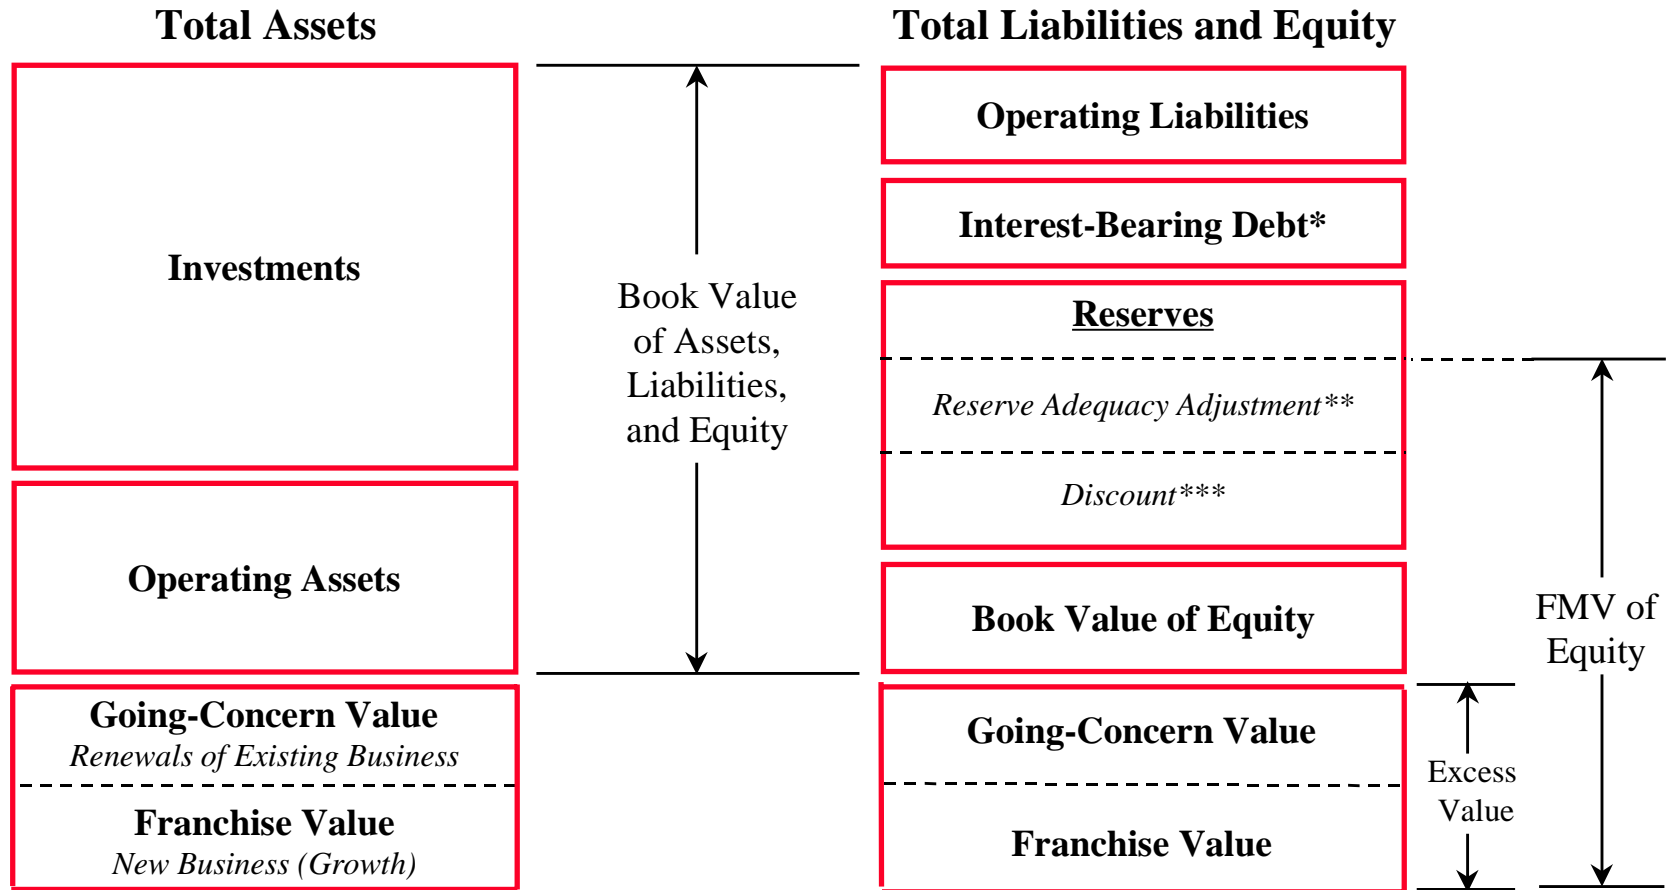 Total Assets
Investments
Operating Assets
Going-Concern Value
Renewals of Existing Business
Franchise Value
New Business (Growth)
Book Value
of Assets,
Liabilities,
and Equity
Total Liabilities and Equity
Operating Liabilities
Interest-Bearing Debt*
Reserves
Reserve Adequacy Adjustment**
Discount***
Book Value of Equity
Going-Concern Value
Franchise Value
Excess
Value
FMV of
Equity